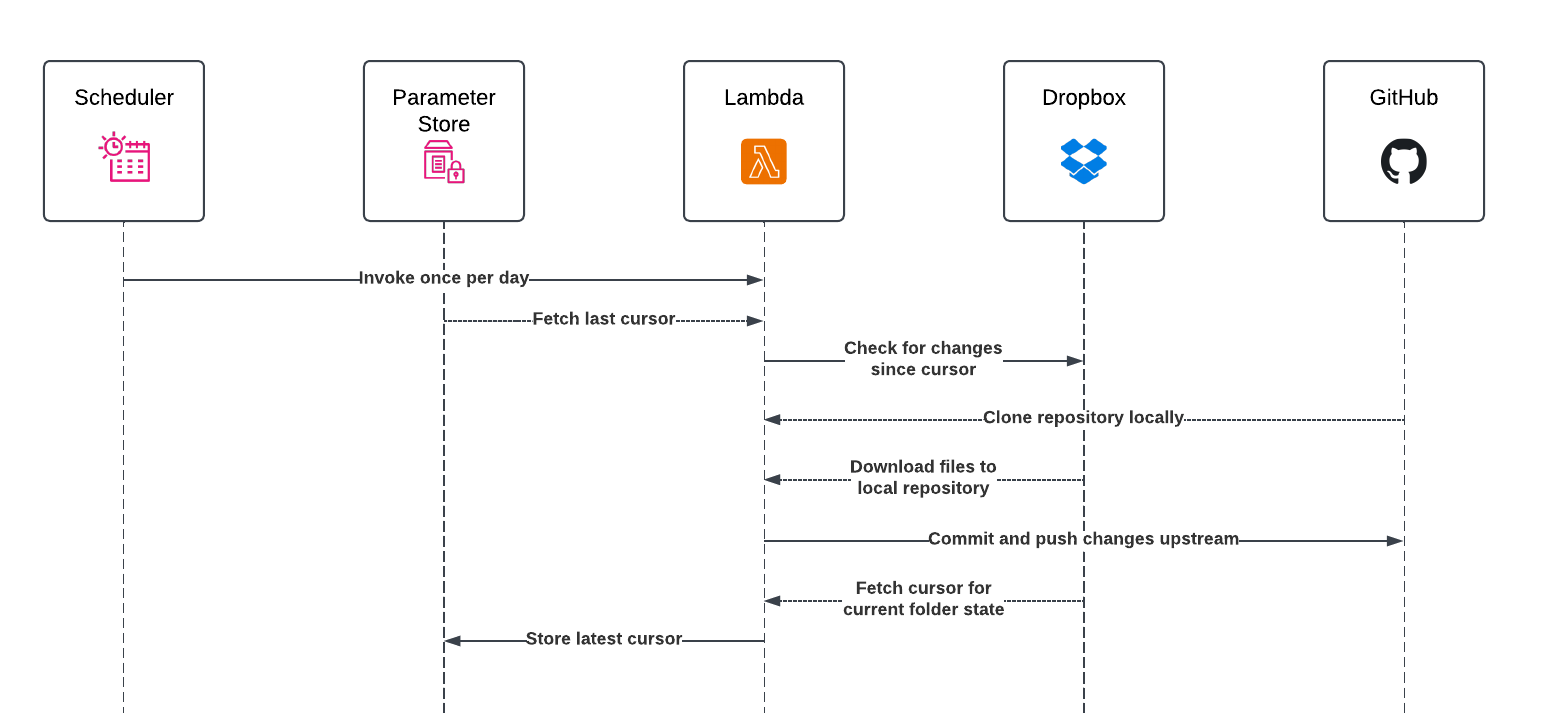 Scheduler
Parameter
Store
Lambda
Dropbox
GitHub
Invoke once per day
Fetch last cursor
Check for changes
since cursor
Clone repository locally
Download files to
local repository
Commit and push changes upstream
Fetch cursor for
current folder state
Store latest cursor